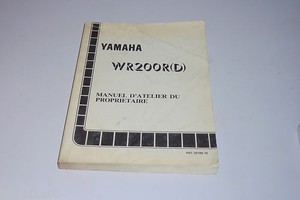 YAMAHA
WR200R(D)
MANUEL D'ATELIER DU
PROPRIETAIRE